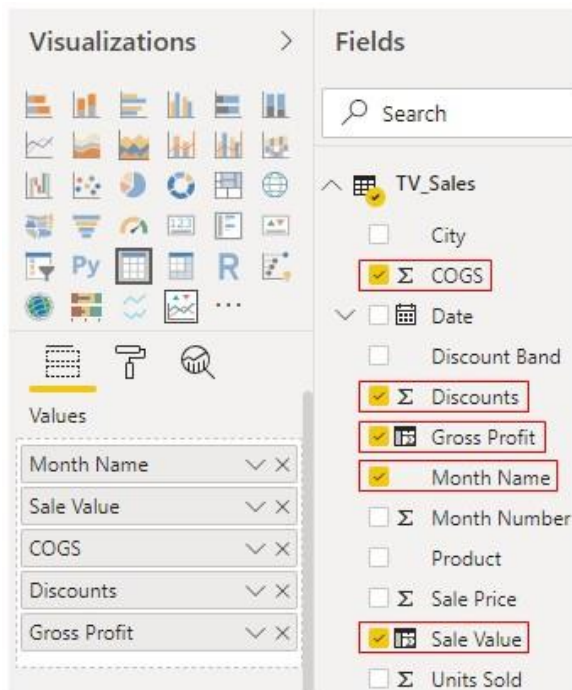 Visualizations
Fields
Search
123
Py
R
Values
Month Name
Sale Value
COGS
Discounts
Gross Profit
TV_Sales
City
Σ COGS
Date
Discount Band
Σ Discounts
Gross Profit
Month Name
Σ Month Number
Product
Σ Sale Price
Sale Value
Σ Units Sold